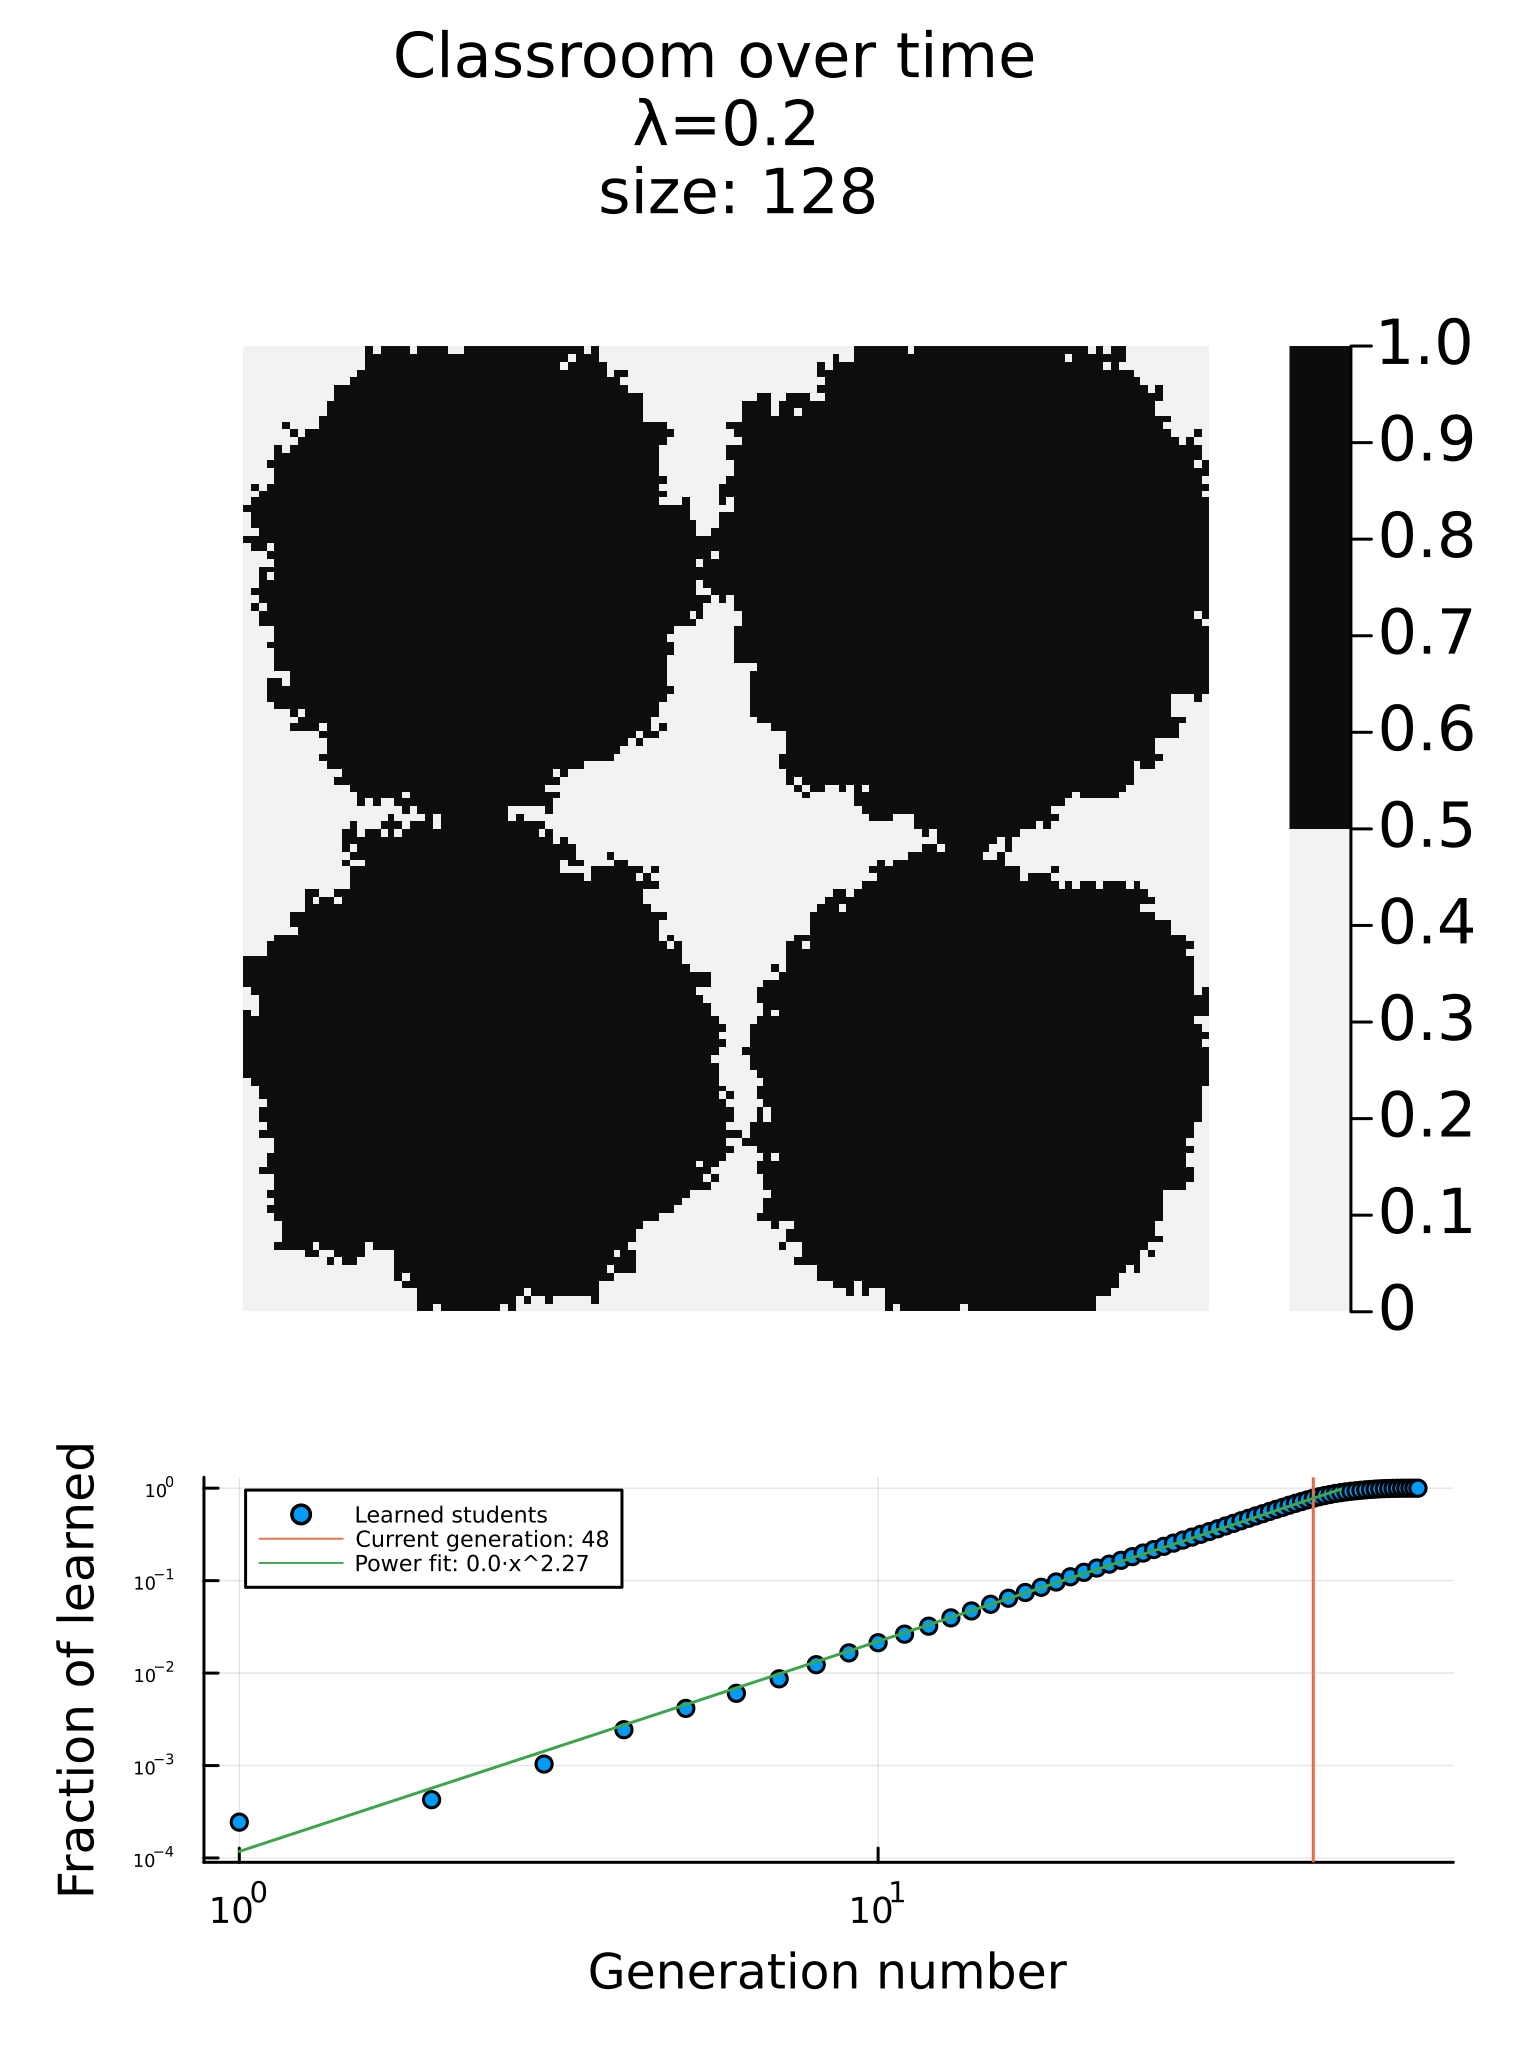 Classroom over time
λ=0.2
size: 128
1.0
0.9
0.8
0.7
0.6
0.5
0.4
0.3
0.2
0.1
0
Fraction of learned
10^0
10^-1
10^-2
10^-3
10^-4
Learned students
Current generation: 48
Power fit: 0.0·x^2.27
10^0 10^1
Generation number